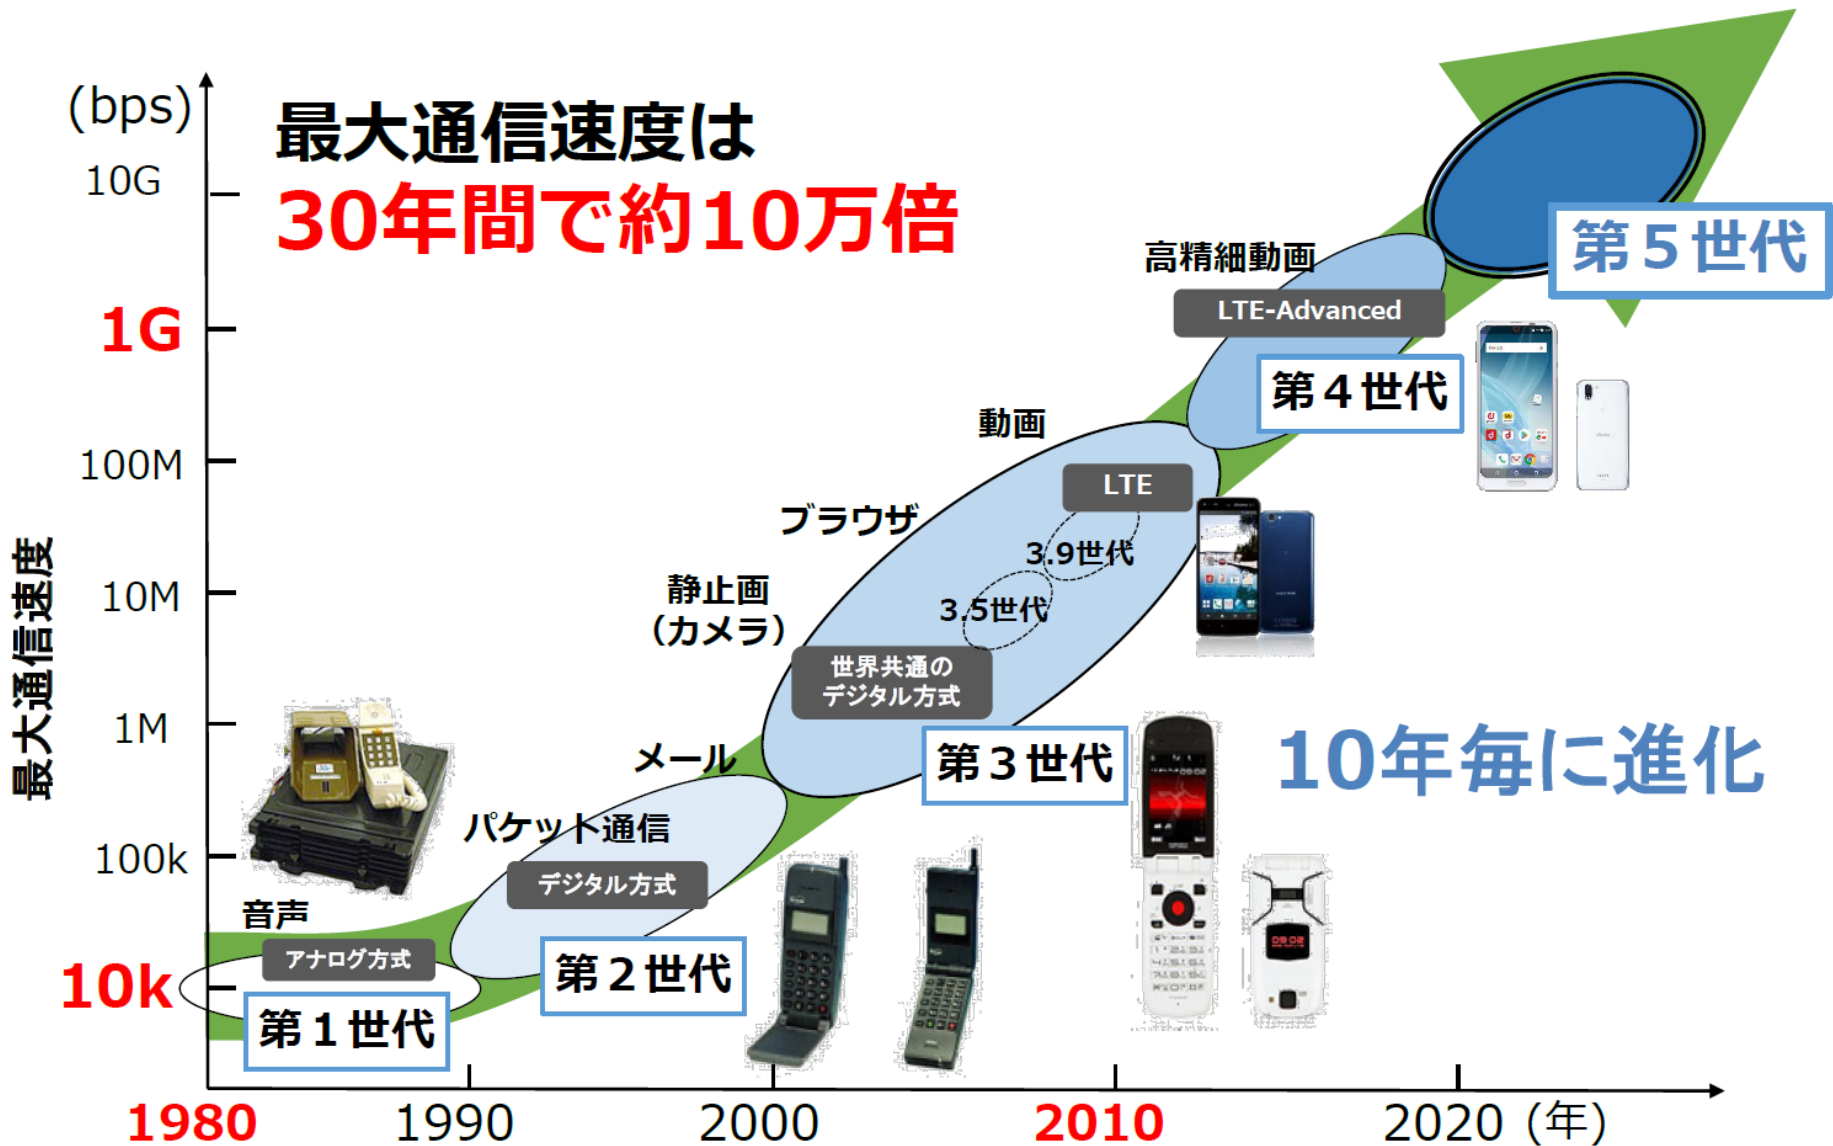 (bps)
最大通信速度は
30年間で約10万倍
10G
1G
100M
10M
1M
100k
10k
最大通信速度
音声
アナログ方式
第１世代
パケット通信
メール
デジタル方式
第２世代
静止画
（カメラ）
ブラウザ
動画
LTE
3.9世代
3.5世代
世界共通の
デジタル方式
第３世代
高精細動画
LTE-Advanced
第４世代
第５世代
10年毎に進化
09:02
1980
1990
2000
2010
2020 (年)